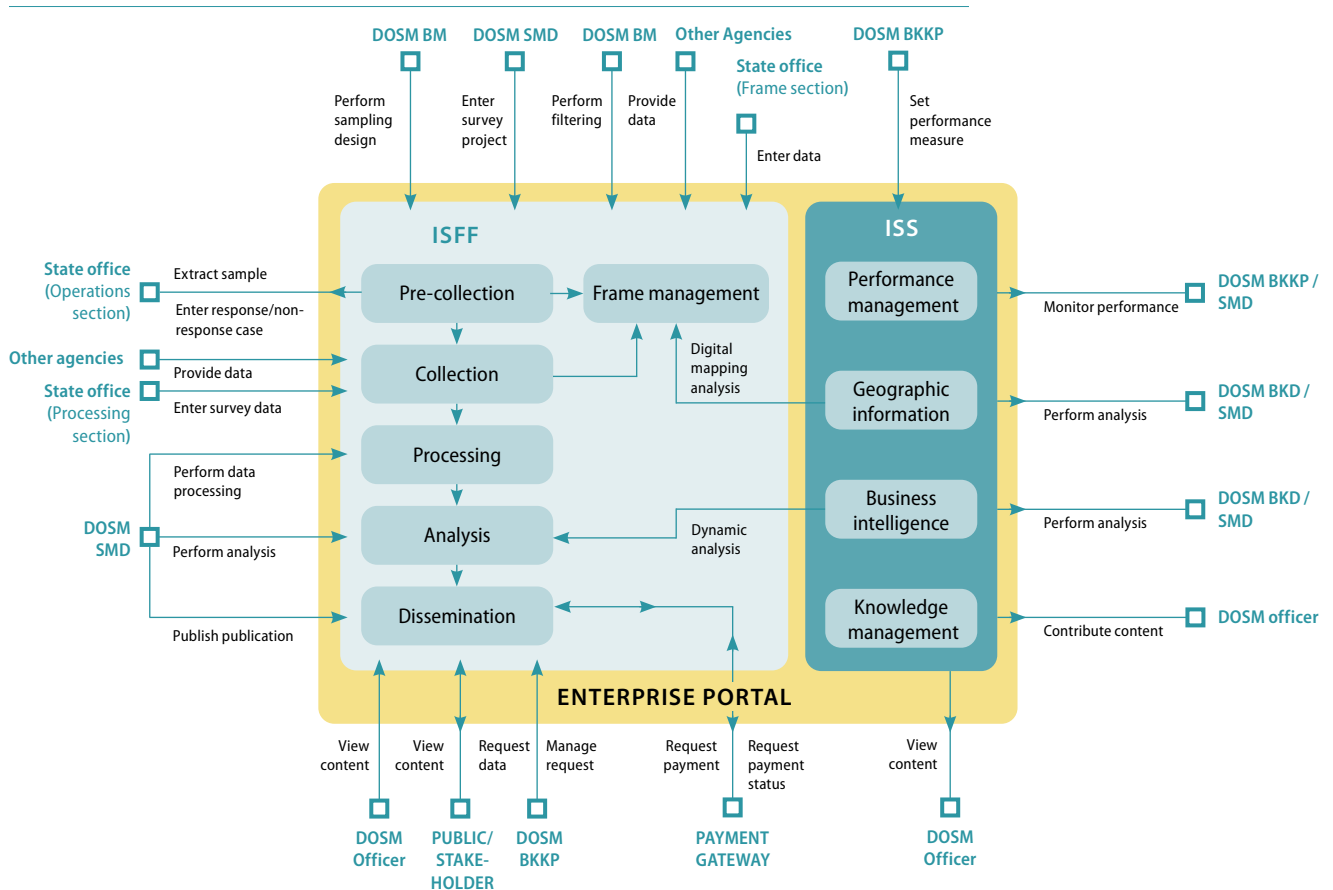 DOSM BM
DOSM SMD
DOSM BM
Other Agencies
State office
(Frame section)
DOSM BKKP
Perform
sampling
design
Enter
survey
project
Perform
filtering
Provide
data
Enter data
Set
performance
measure
ISFF
ISS
State office
(Operations
section)
Extract sample
Enter response/non-
response case
Pre-collection
Frame management
Performance
management
Monitor performance
DOSM BKKP /
SMD
Other agencies
Provide data
State office
(Processing
section)
Enter survey data
Collection
Digital
mapping
analysis
Geographic
information
Perform analysis
DOSM BKD /
SMD
Processing
Perform data
processing
DOSM
SMD
Perform analysis
Analysis
Dynamic
analysis
Business
intelligence
Perform analysis
DOSM BKD /
SMD
Publish publication
Dissemination
Knowledge
management
Contribute content
DOSM officer
ENTERPRISE PORTAL
View
content
View
content
Request
data
Manage
request
Request
payment
Request
payment
status
View
content
DOSM
Officer
PUBLIC/
STAKE-
HOLDER
DOSM
BKKP
PAYMENT
GATEWAY
DOSM
Officer